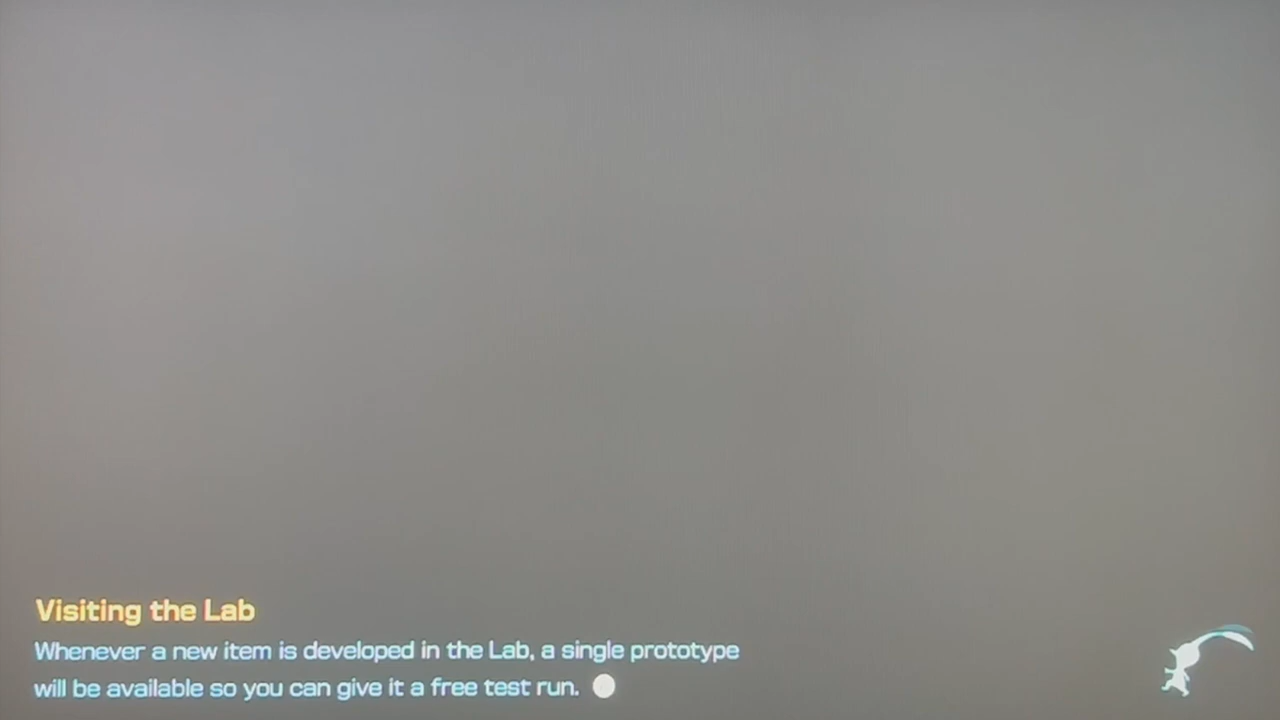 Visiting the Lab
Whenever a new item is developed in the Lab, a single prototype
will be available so you can give it a free test run.